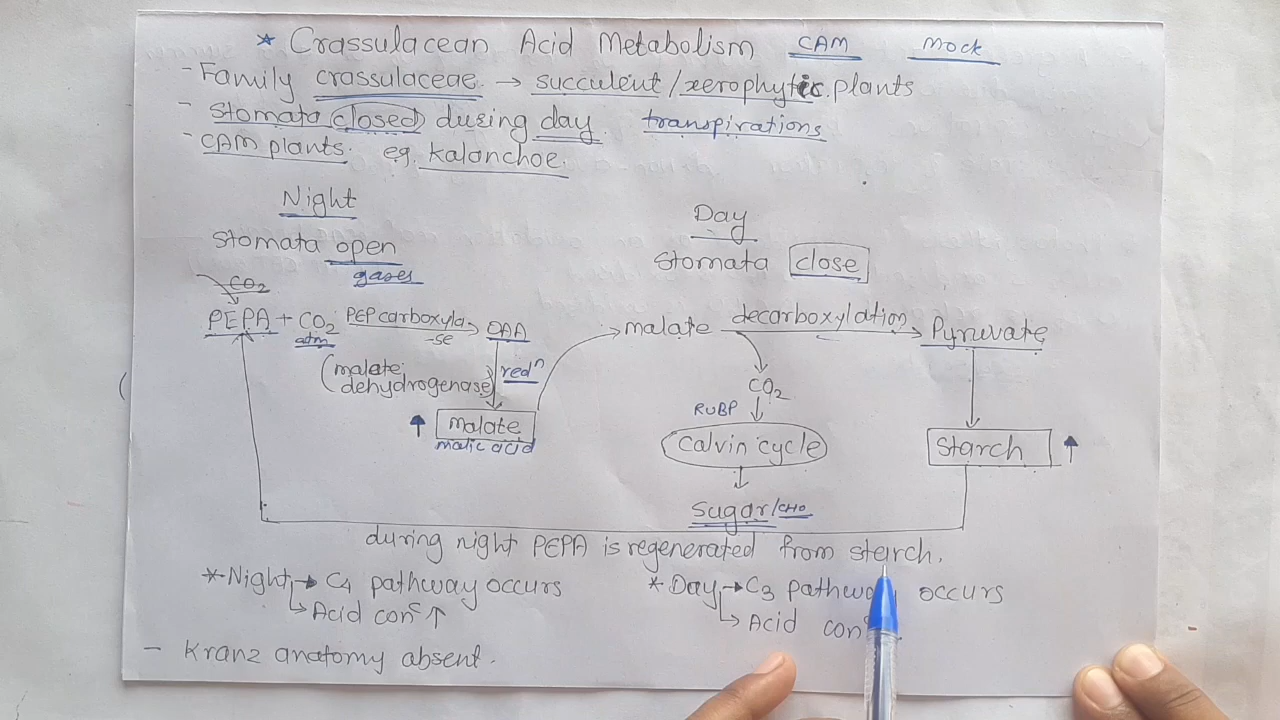 * Crassulacean Acid Metabolism CAM Mock
- Family crassulaceae. → succulent/xerophytic plants
- Stomata closed during day. transpirations
- CAM plants. eg. Kalanchoe.
Night
Stomata open
gases
CO2
PEPA + CO2 PEP carboxyla-se → OAA
atm
(malate dehydrogenase) redⁿ
↑ Malate
malic acid
Day
Stomata close
malate decarboxylation → Pyruvate
CO2
RUBP
Calvin cycle
Sugar/CHO
Starch ↑
during night PEPA is regenerated from starch.
* Night → C4 pathway occurs
↳ Acid conc ↑
* Day → C3 pathway occurs
↳ Acid
- Kranz anatomy absent.